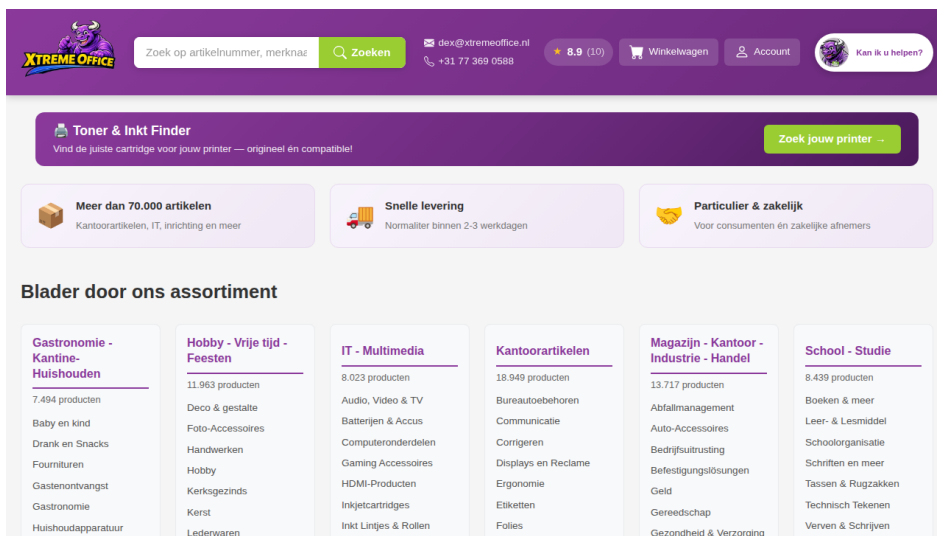 XTREME OFFICE
Zoek op artikelnummer, merknaa
Zoeken
dex@xtremeoffice.nl
+31 77 369 0588
★ 8.9 (10)
Winkelwagen
Account
Kan ik u helpen?
Toner & Inkt Finder
Vind de juiste cartridge voor jouw printer — origineel én compatible!
Zoek jouw printer →
Meer dan 70.000 artikelen
Kantoorartikelen, IT, inrichting en meer
Snelle levering
Normaliter binnen 2-3 werkdagen
Particulier & zakelijk
Voor consumenten én zakelijke afnemers
Blader door ons assortiment
Gastronomie -
Kantine-
Huishouden
7.494 producten
Baby en kind
Drank en Snacks
Fournituren
Gastenontvangst
Gastronomie
Huishoudapparatuur
Hobby - Vrije tijd -
Feesten
11.963 producten
Deco & gestalte
Foto-Accessoires
Handwerken
Hobby
Kerksgezinds
Kerst
Lederwaren
IT - Multimedia
8.023 producten
Audio, Video & TV
Batterijen & Accus
Computeronderdelen
Gaming Accessoires
HDMI-Producten
Inkjetcartridges
Inkt Lintjes & Rollen
Kantoorartikelen
18.949 producten
Bureautoebehoren
Communicatie
Corrigeren
Displays en Reclame
Ergonomie
Etiketten
Folies
Magazijn - Kantoor -
Industrie - Handel
13.717 producten
Abfallmanagement
Auto-Accessoires
Bedrijfsuitrusting
Befestigungslösungen
Geld
Gereedschap
Gezondheid & Verzorging
School - Studie
8.439 producten
Boeken & meer
Leer- & Lesmiddel
Schoolorganisatie
Schriften en meer
Tassen & Rugzakken
Technisch Tekenen
Verven & Schrijven